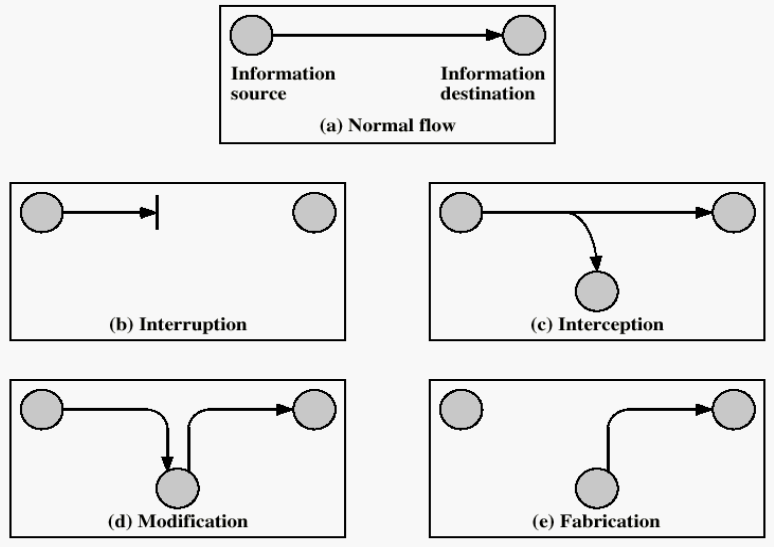 Information
source
Information
destination
(a) Normal flow
(b) Interruption
(c) Interception
(d) Modification
(e) Fabrication